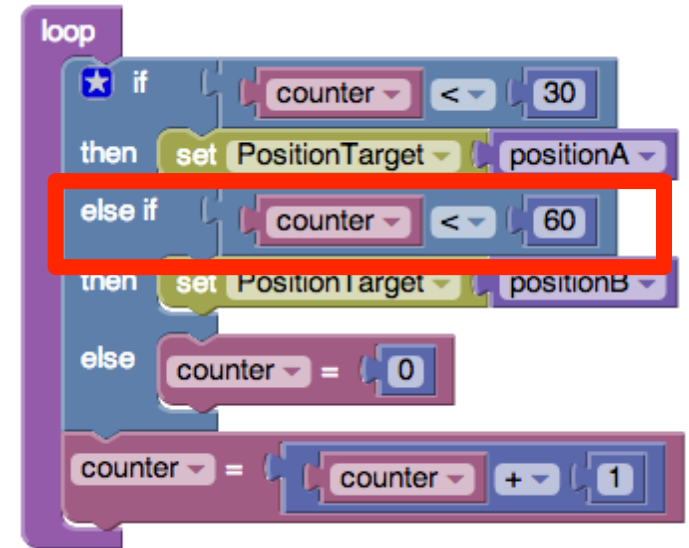 loop
if counter < 30
then set PositionTarget positionA
else if counter < 60
then set PositionTarget positionB
else counter = 0
counter = counter + 1